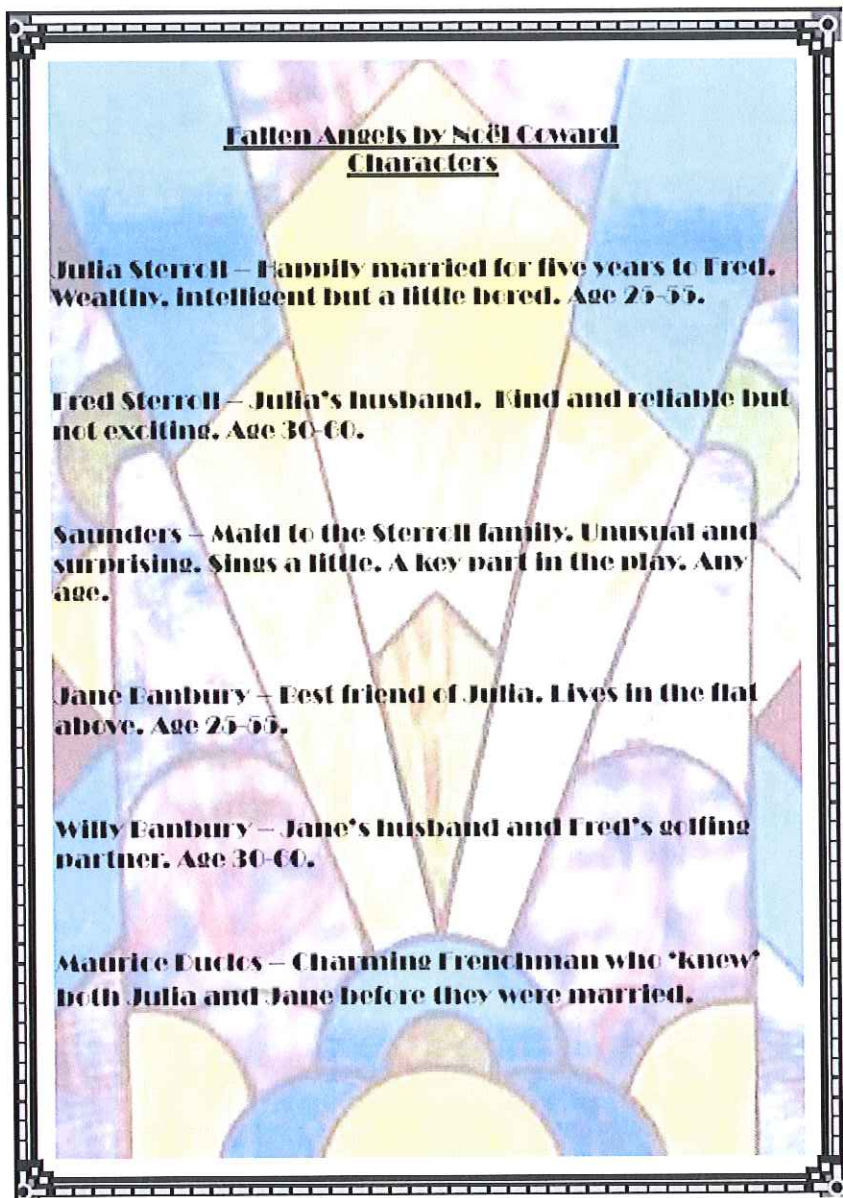 Fallen Angels by Noël Coward
Characters
Julia Sterroll – Happily married for five years to Fred.
Wealthy, intelligent but a little bored. Age 25-55.
Fred Sterroll – Julia's husband. Kind and reliable but
not exciting. Age 30-60.
Saunders – Maid to the Sterroll family. Unusual and
surprising. Sings a little. A key part in the play. Any
age.
Jane Banbury – Best friend of Julia. Lives in the flat
above. Age 25-55.
Willy Banbury – Jane's husband and Fred's golfing
partner. Age 30-60.
Maurice Duclos – Charming Frenchman who 'knew'
both Julia and Jane before they were married.